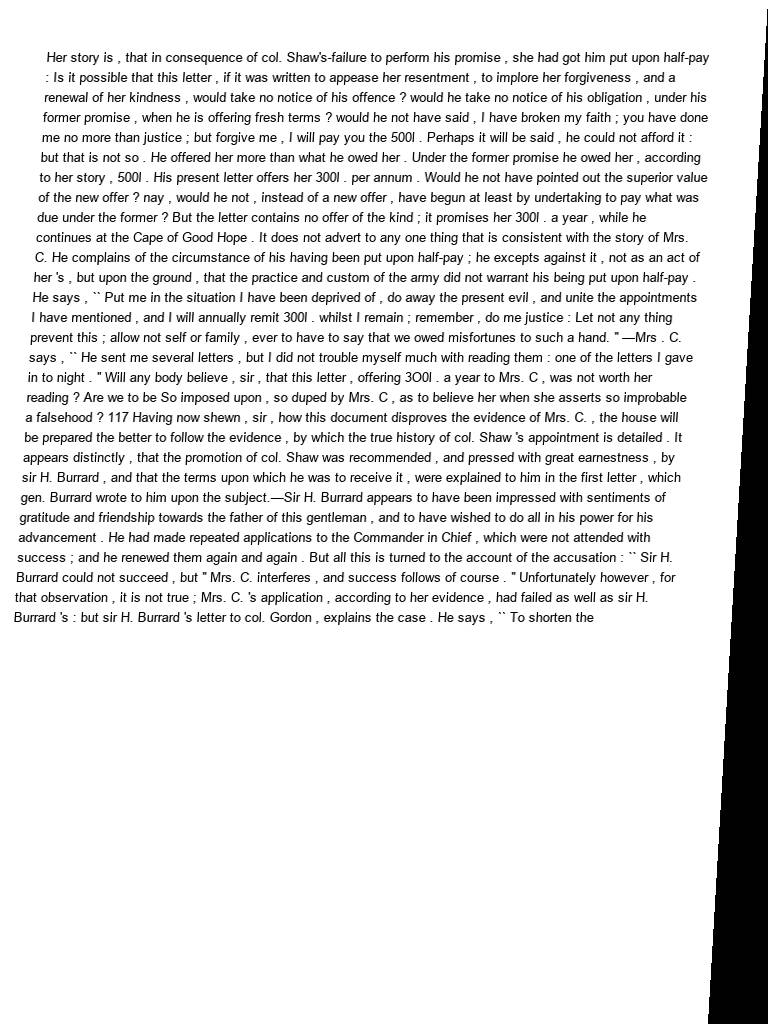 Her story is , that in consequence of col. Shaw's-failure to perform his promise , she had got him put upon half-pay
: Is it possible that this letter , if it was written to appease her resentment , to implore her forgiveness , and a
renewal of her kindness , would take no notice of his offence ? would he take no notice of his obligation , under his
former promise , when he is offering fresh terms ? would he not have said , I have broken my faith ; you have done
me no more than justice ; but forgive me , I will pay you the 500l . Perhaps it will be said , he could not afford it :
but that is not so . He offered her more than what he owed her . Under the former promise he owed her , according
to her story , 500l . His present letter offers her 300l . per annum . Would he not have pointed out the superior value
of the new offer ? nay , would he not , instead of a new offer , have begun at least by undertaking to pay what was
due under the former ? But the letter contains no offer of the kind ; it promises her 300l . a year , while he
continues at the Cape of Good Hope . It does not advert to any one thing that is consistent with the story of Mrs.
C. He complains of the circumstance of his having been put upon half-pay ; he excepts against it , not as an act of
her 's , but upon the ground , that the practice and custom of the army did not warrant his being put upon half-pay .
He says , `` Put me in the situation I have been deprived of , do away the present evil , and unite the appointments
I have mentioned , and I will annually remit 300l . whilst I remain ; remember , do me justice : Let not any thing
prevent this ; allow not self or family , ever to have to say that we owed misfortunes to such a hand. " —Mrs . C.
says , `` He sent me several letters , but I did not trouble myself much with reading them : one of the letters I gave
in to night . " Will any body believe , sir , that this letter , offering 3O0l . a year to Mrs. C , was not worth her
reading ? Are we to be So imposed upon , so duped by Mrs. C , as to believe her when she asserts so improbable
a falsehood ? 117 Having now shewn , sir , how this document disproves the evidence of Mrs. C. , the house will
be prepared the better to follow the evidence , by which the true history of col. Shaw 's appointment is detailed . It
appears distinctly , that the promotion of col. Shaw was recommended , and pressed with great earnestness , by
sir H. Burrard , and that the terms upon which he was to receive it , were explained to him in the first letter , which
gen. Burrard wrote to him upon the subject.—Sir H. Burrard appears to have been impressed with sentiments of
gratitude and friendship towards the father of this gentleman , and to have wished to do all in his power for his
advancement . He had made repeated applications to the Commander in Chief , which were not attended with
success ; and he renewed them again and again . But all this is turned to the account of the accusation : `` Sir H.
Burrard could not succeed , but " Mrs. C. interferes , and success follows of course . " Unfortunately however , for
that observation , it is not true ; Mrs. C. 's application , according to her evidence , had failed as well as sir H.
Burrard 's : but sir H. Burrard 's letter to col. Gordon , explains the case . He says , `` To shorten the